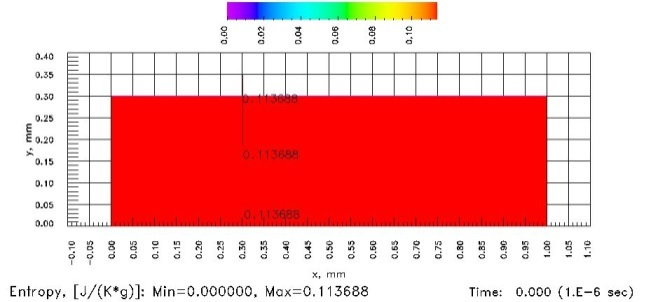 0.00 0.02 0.04 0.06 0.08 0.10
0.40
0.35
0.30
0.25
0.20
0.15
0.10
0.05
0.00
y, mm
0.113688
0.113688
0.113688
-0.10 -0.05 0.00 0.05 0.10 0.15 0.20 0.25 0.30 0.35 0.40 0.45 0.50 0.55 0.60 0.65 0.70 0.75 0.80 0.85 0.90 0.95 1.00 1.05 1.10
x, mm
Entropy, [J/(K*g)]: Min=0.000000, Max=0.113688 Time: 0.000 (1.E-6 sec)